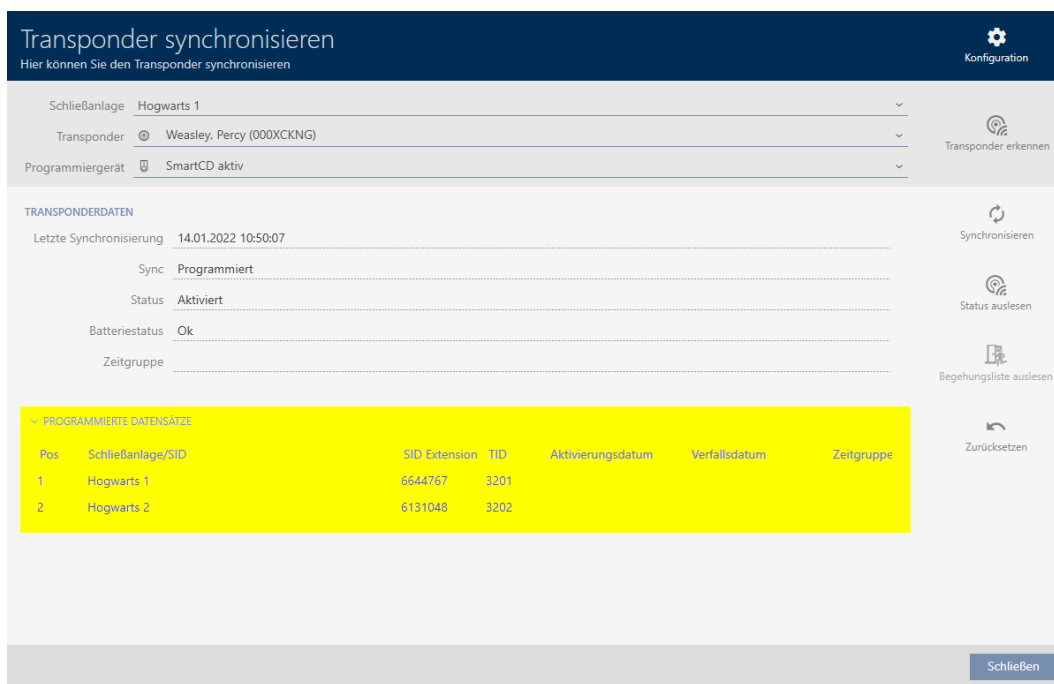 Transponder synchronisieren
Hier können Sie den Transponder synchronisieren
Konfiguration
Schließanlage Hogwarts 1
Transponder Weasley, Percy (000XCKNG)
Programmiergerät SmartCD aktiv
Transponder erkennen
TRANSPONDERDATEN
Letzte Synchronisierung 14.01.2022 10:50:07
Sync Programmiert
Status Aktiviert
Batteriestatus Ok
Zeitgruppe
Synchronisieren
Status auslesen
Begehungsliste auslesen
Zurücksetzen
PROGRAMMIERTE DATENSÄTZE
Pos Schließanlage/SID SID Extension TID Aktivierungsdatum Verfallsdatum Zeitgruppe
1 Hogwarts 1 6644767 3201
2 Hogwarts 2 6131048 3202
Schließen